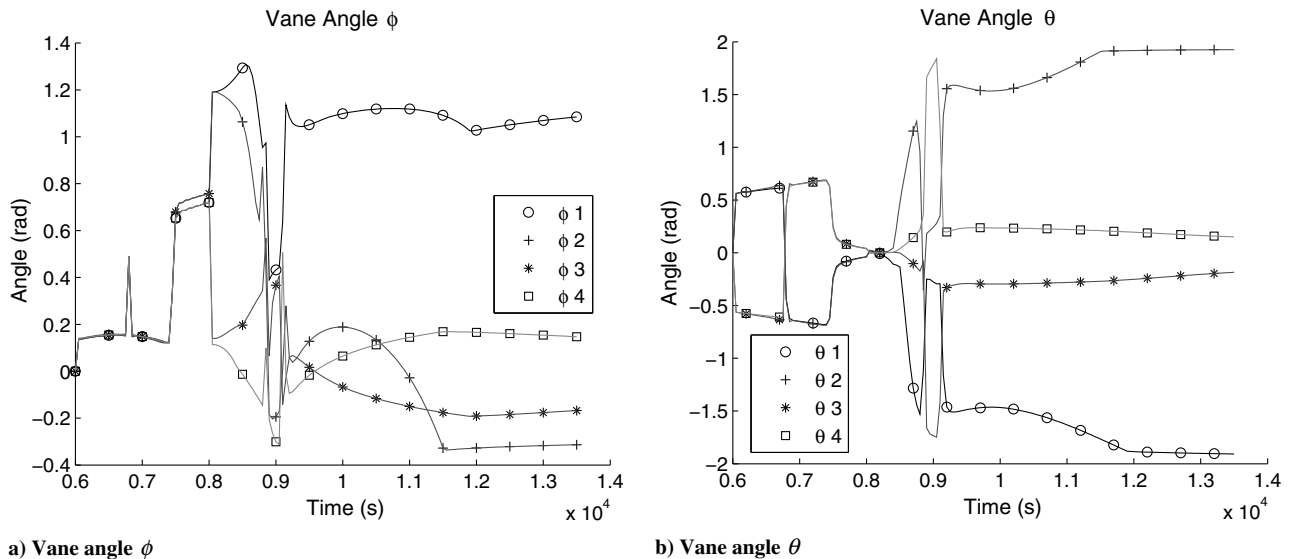 Vane Angle ϕ
1.4
1.2
1
0.8
0.6
0.4
0.2
0
−0.2
−0.4
Angle (rad)
0.6 0.7 0.8 0.9 1 1.1 1.2 1.3 1.4
Time (s)
x 10^4
ϕ 1
ϕ 2
ϕ 3
ϕ 4
a) Vane angle ϕ
Vane Angle θ
2
1.5
1
0.5
0
−0.5
−1
−1.5
−2
Angle (rad)
0.6 0.7 0.8 0.9 1 1.1 1.2 1.3 1.4
Time (s)
x 10^4
θ 1
θ 2
θ 3
θ 4
b) Vane angle θ